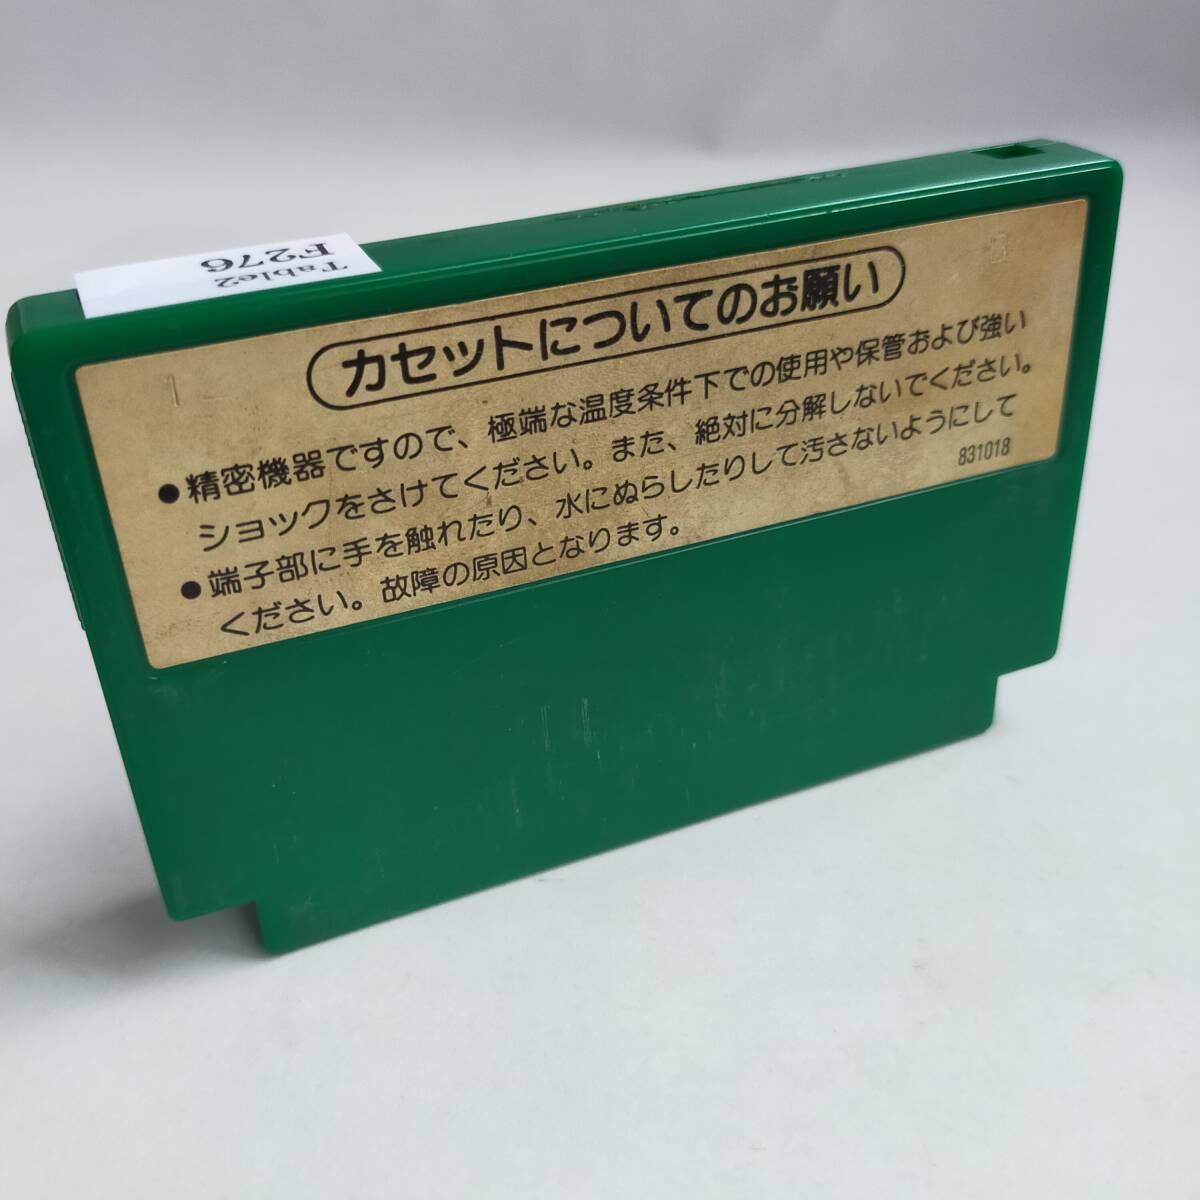 Table2
F276
カセットについてのお願い
●精密機器ですので、極端な温度条件下での使用や保管および強い
ショックをさけてください。また、絶対に分解しないでください。
●端子部に手を触れたり、水にぬらしたりして汚さないようにして
ください。故障の原因となります。
831018